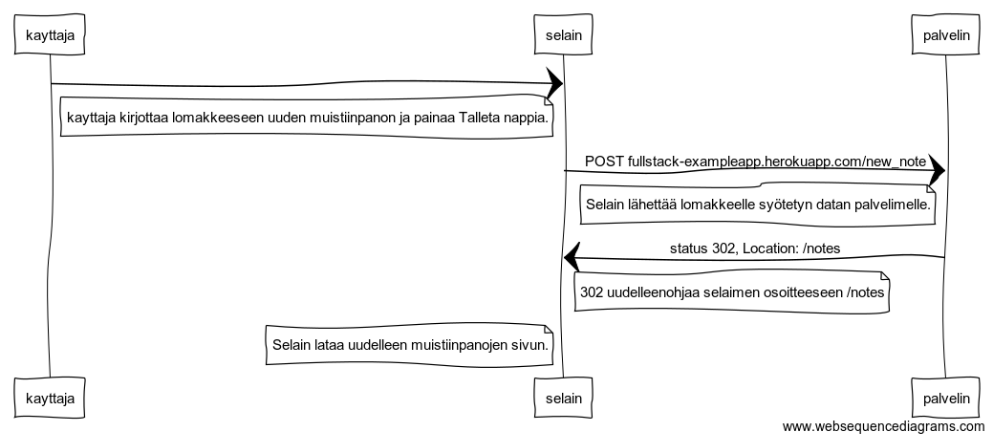 kayttaja
selain
palvelin
kayttaja kirjottaa lomakkeeseen uuden muistiinpanon ja painaa Talleta nappia.
POST fullstack-exampleapp.herokuapp.com/new_note
Selain lähettää lomakkeelle syötetyn datan palvelimelle.
status 302, Location: /notes
302 uudelleenohjaa selaimen osoitteeseen /notes
Selain lataa uudelleen muistiinpanojen sivun.
kayttaja
selain
palvelin
www.websequencediagrams.com